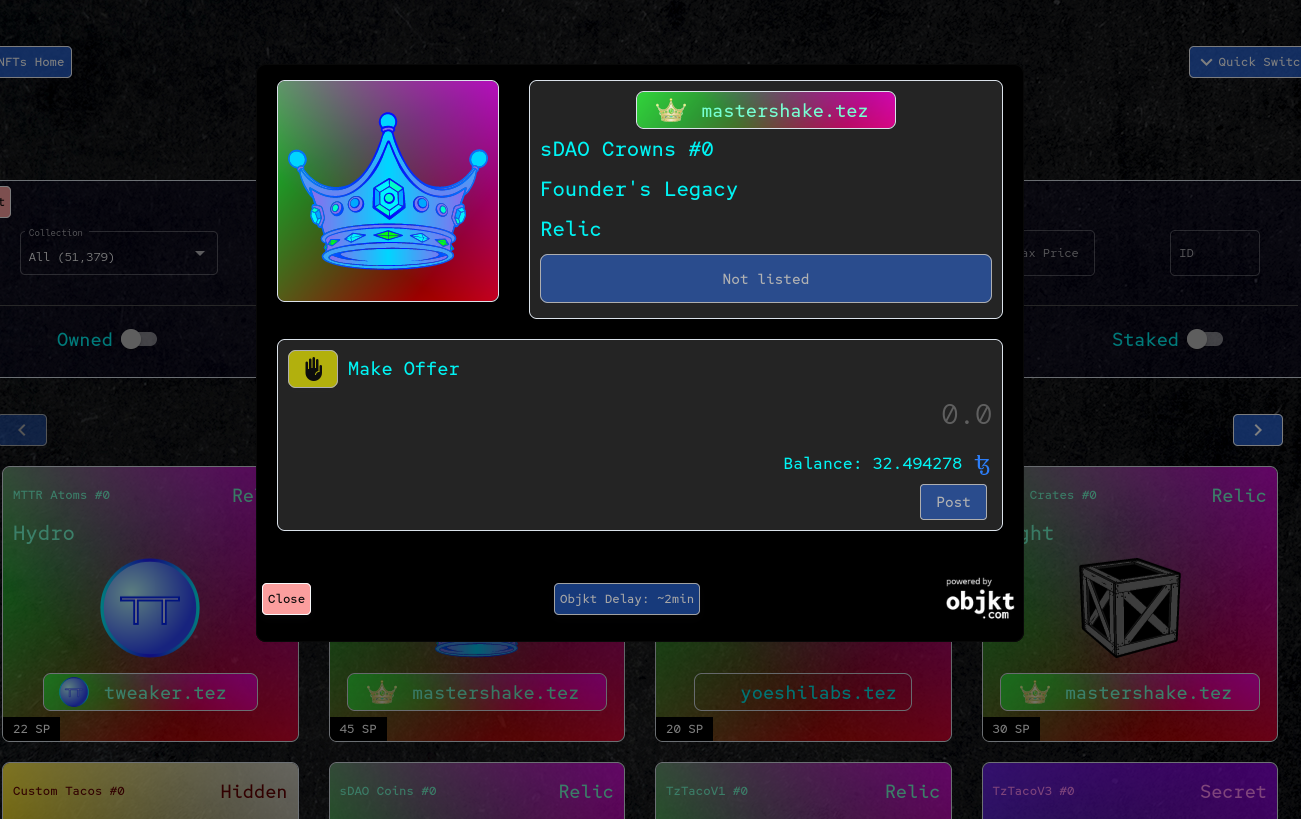 NFTs Home
Quick Switc
mastershake.tez
sDAO Crowns #0
Founder's Legacy
Relic
Not listed
Collection
All (51,379)
ax Price
ID
Owned
Staked
Make Offer
0.0
Balance: 32.494278 ꜩ
Post
Close
Objkt Delay: ~2min
powered by
objkt
.com
MTTR Atoms #0
Re
Hydro
tweaker.tez
22 SP
mastershake.tez
45 SP
yoeshilabs.tez
20 SP
Crates #0
Relic
ght
mastershake.tez
30 SP
Custom Tacos #0
Hidden
sDAO Coins #0
Relic
TzTacoV1 #0
Relic
TzTacoV3 #0
Secret